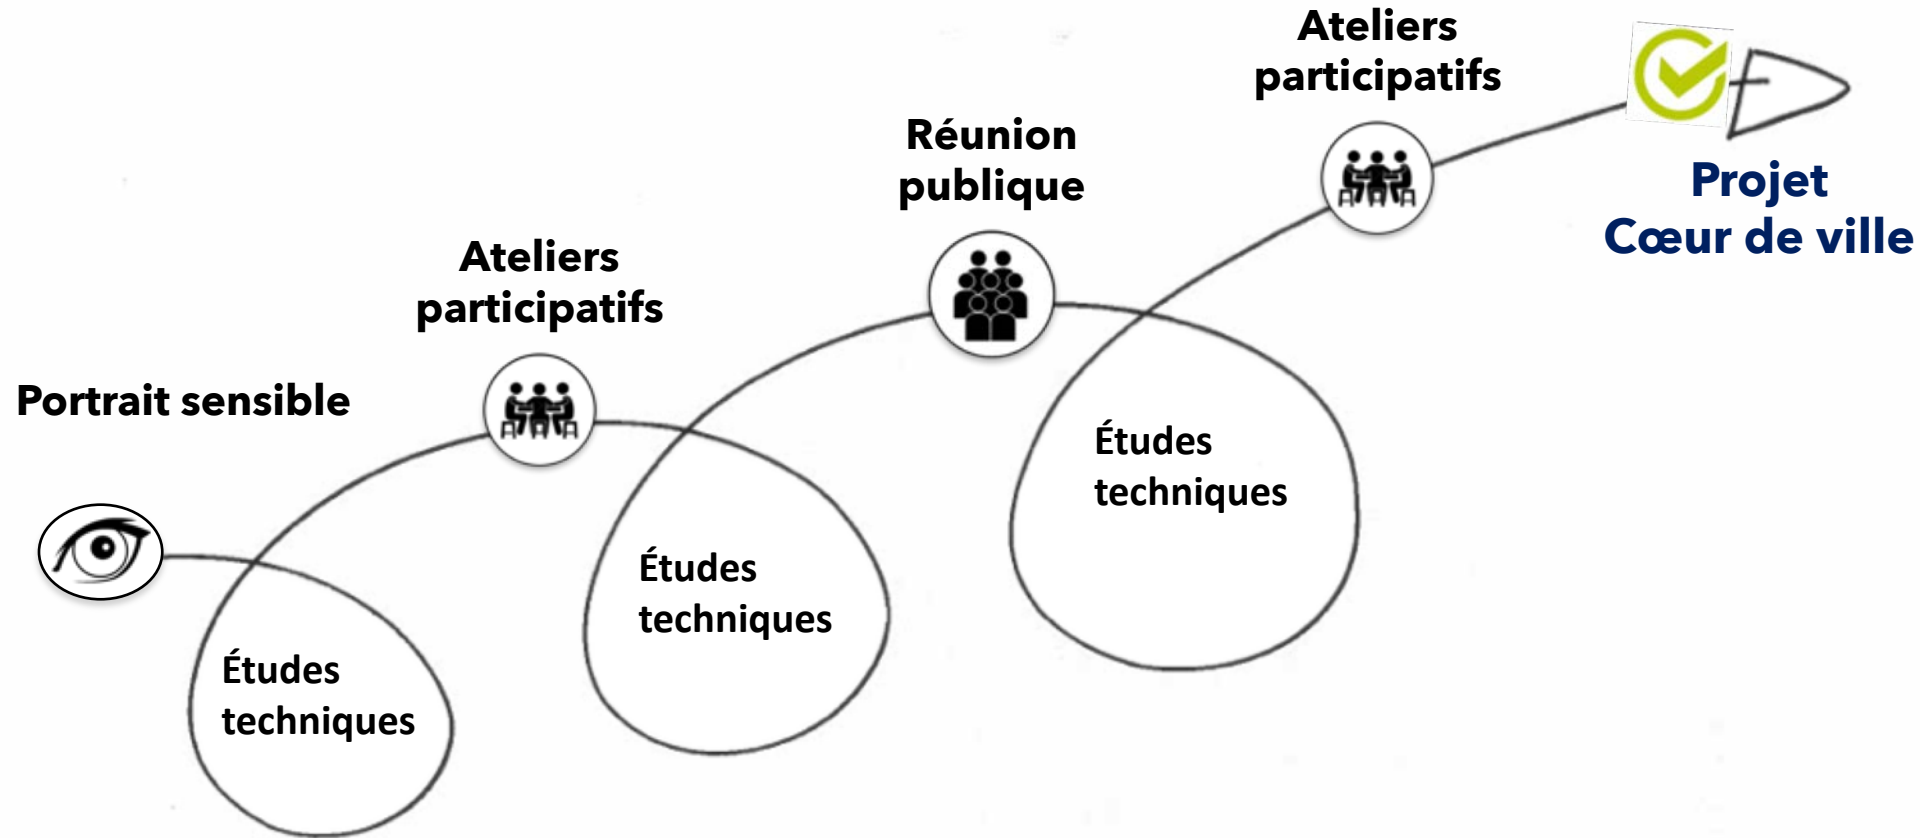 Portrait sensible
Études
techniques
Ateliers
participatifs
Études
techniques
Réunion
publique
Études
techniques
Ateliers
participatifs
Projet
Cœur de ville